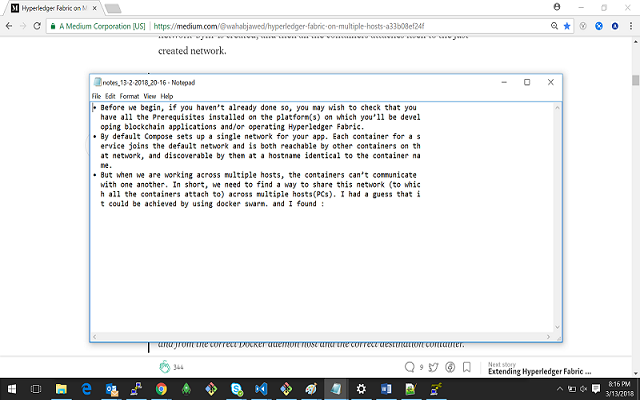 Hyperledger Fabric on M
A Medium Corporation [US] | https://medium.com/@wahabjawed/hyperledger-fabric-on-multiple-hosts-a33b08ef24f
created network.
notes_13-2-2018_20-16 - Notepad
File Edit Format View Help
• Before we begin, if you haven't already done so, you may wish to check that you
have all the Prerequisites installed on the platform(s) on which you'll be devel
oping blockchain applications and/or operating Hyperledger Fabric.
• By default Compose sets up a single network for your app. Each container for a s
ervice joins the default network and is both reachable by other containers on th
at network, and discoverable by them at a hostname identical to the container na
me.
• But when we are working across multiple hosts, the containers can't communicate
with one another. In short, we need to find a way to share this network (to whic
h all the containers attach to) across multiple hosts(PCs). I had a guess that i
t could be achieved by using docker swarm. and I found :
and from the correct Docker daemon host and the correct destination container.
344
9
Next story
Extending Hyperledger Fabric ...
8:16 PM
3/13/2018